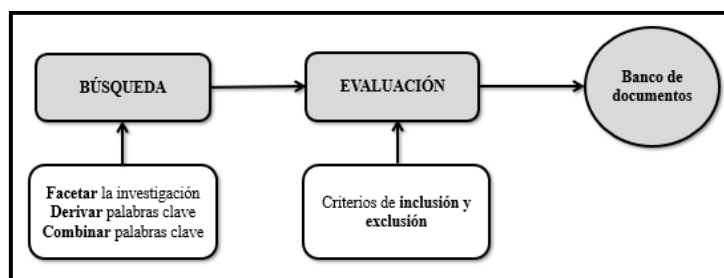 BÚSQUEDA
EVALUACIÓN
Banco de
documentos
Facetar la investigación
Derivar palabras clave
Combinar palabras clave
Criterios de inclusión y
exclusión